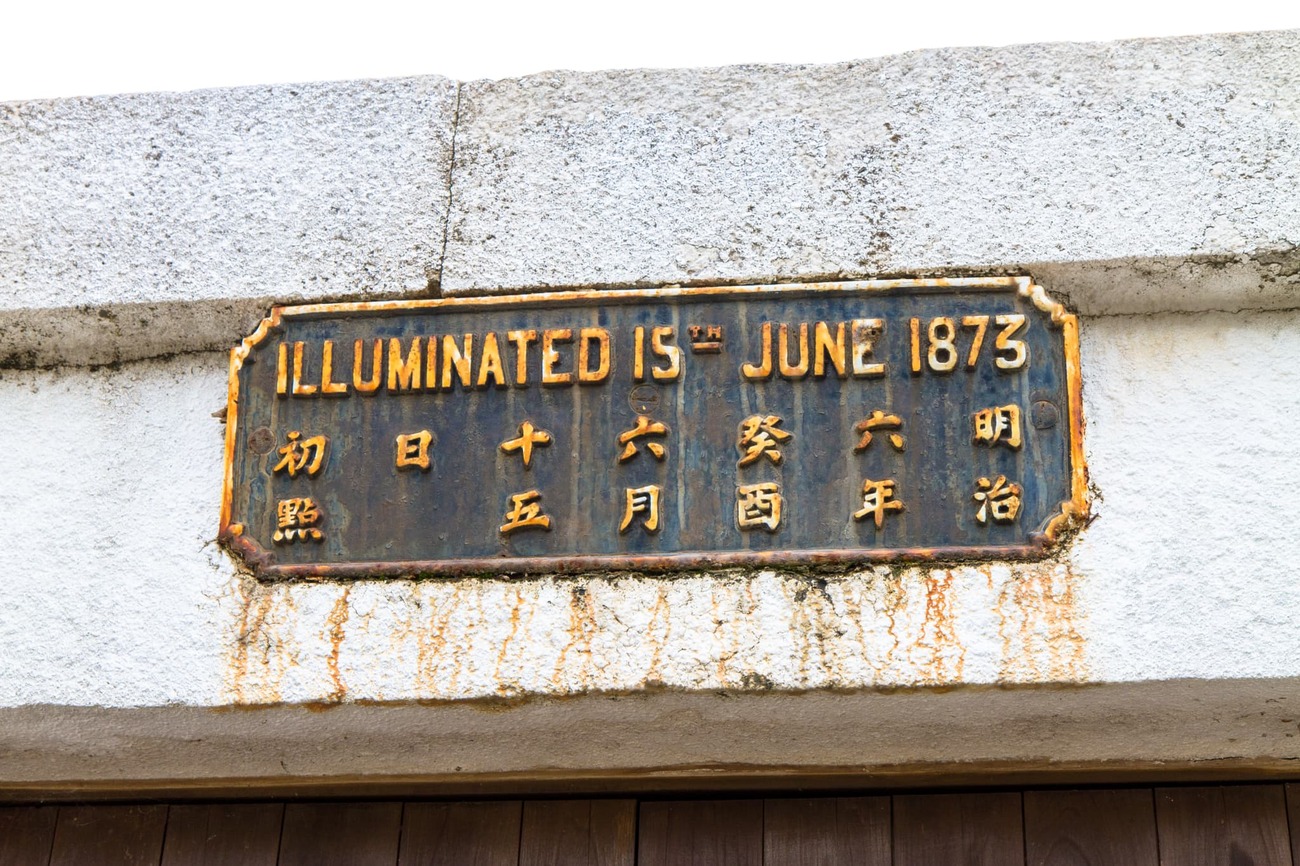 ILLUMINATED 15TH JUNE 1873
明治
六年
癸酉
六月
十五
日
初點